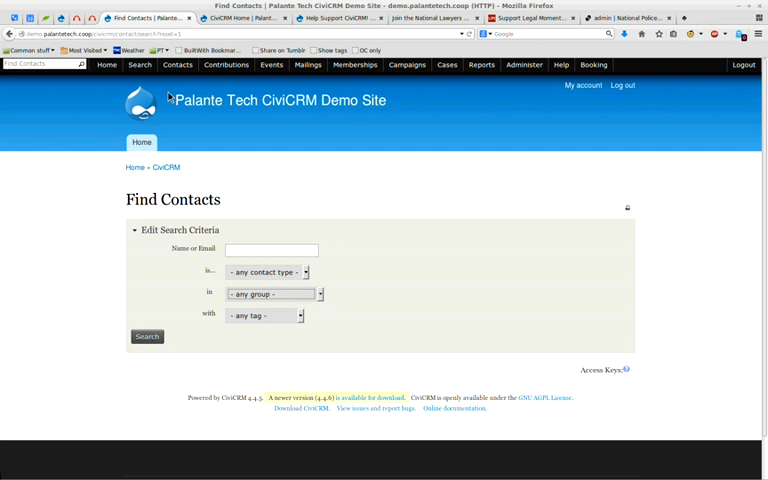 Find Contacts | Palante Tech CiviCRM Demo Site - demo.palantetech.coop (HTTP) - Mozilla Firefox
Find Contacts | Palante... CiviCRM Home | Palant... Help Support CiviCRM! ... Join the National Lawyers ... Support Legal Moment... admin | National Police...
demo.palantetech.coop/civicrm/contact/search?reset=1 Google
Common stuff Most Visited Weather PT BuiltWith Bookmar... Share on Tumblr Show tags OC only
Find Contacts Home Search Contacts Contributions Events Mailings Memberships Campaigns Cases Reports Administer Help Booking Logout
My account Log out
Palante Tech CiviCRM Demo Site
Home
Home » CiviCRM
Find Contacts
Edit Search Criteria
Name or Email
is... - any contact type -
in - any group -
with - any tag -
Search
Access Keys:
Powered by CiviCRM 4.4.5. A newer version (4.4.6) is available for download. CiviCRM is openly available under the GNU AGPL License.
Download CiviCRM. View issues and report bugs. Online documentation.